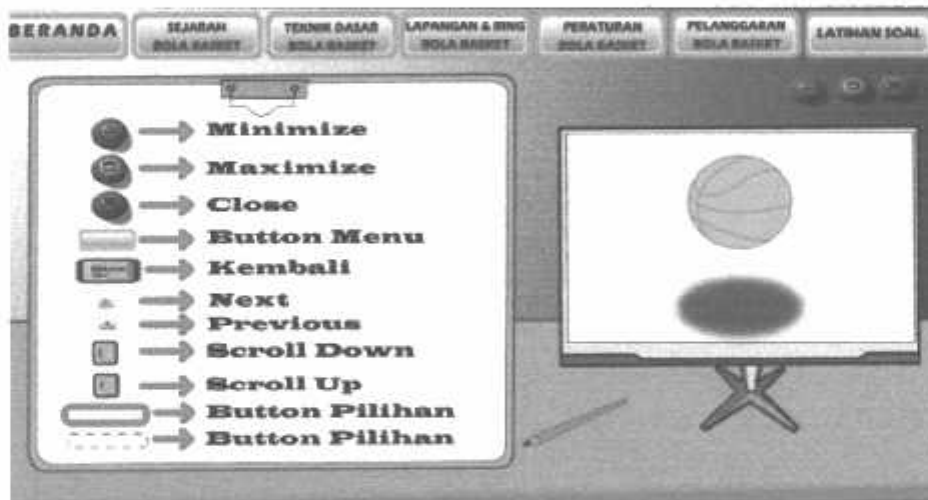 BERANDA
SEJARAH
BOLA BASKET
TEKNIK DASAR
BOLA BASKET
LAPANGAN & RING
BOLA BASKET
PERATURAN
BOLA BASKET
PELANGGARAN
BOLA BASKET
LATIHAN SOAL
Minimize
Maximize
Close
Button Menu
Kembali
Next
Previous
Scroll Down
Scroll Up
Button Pilihan
Button Pilihan